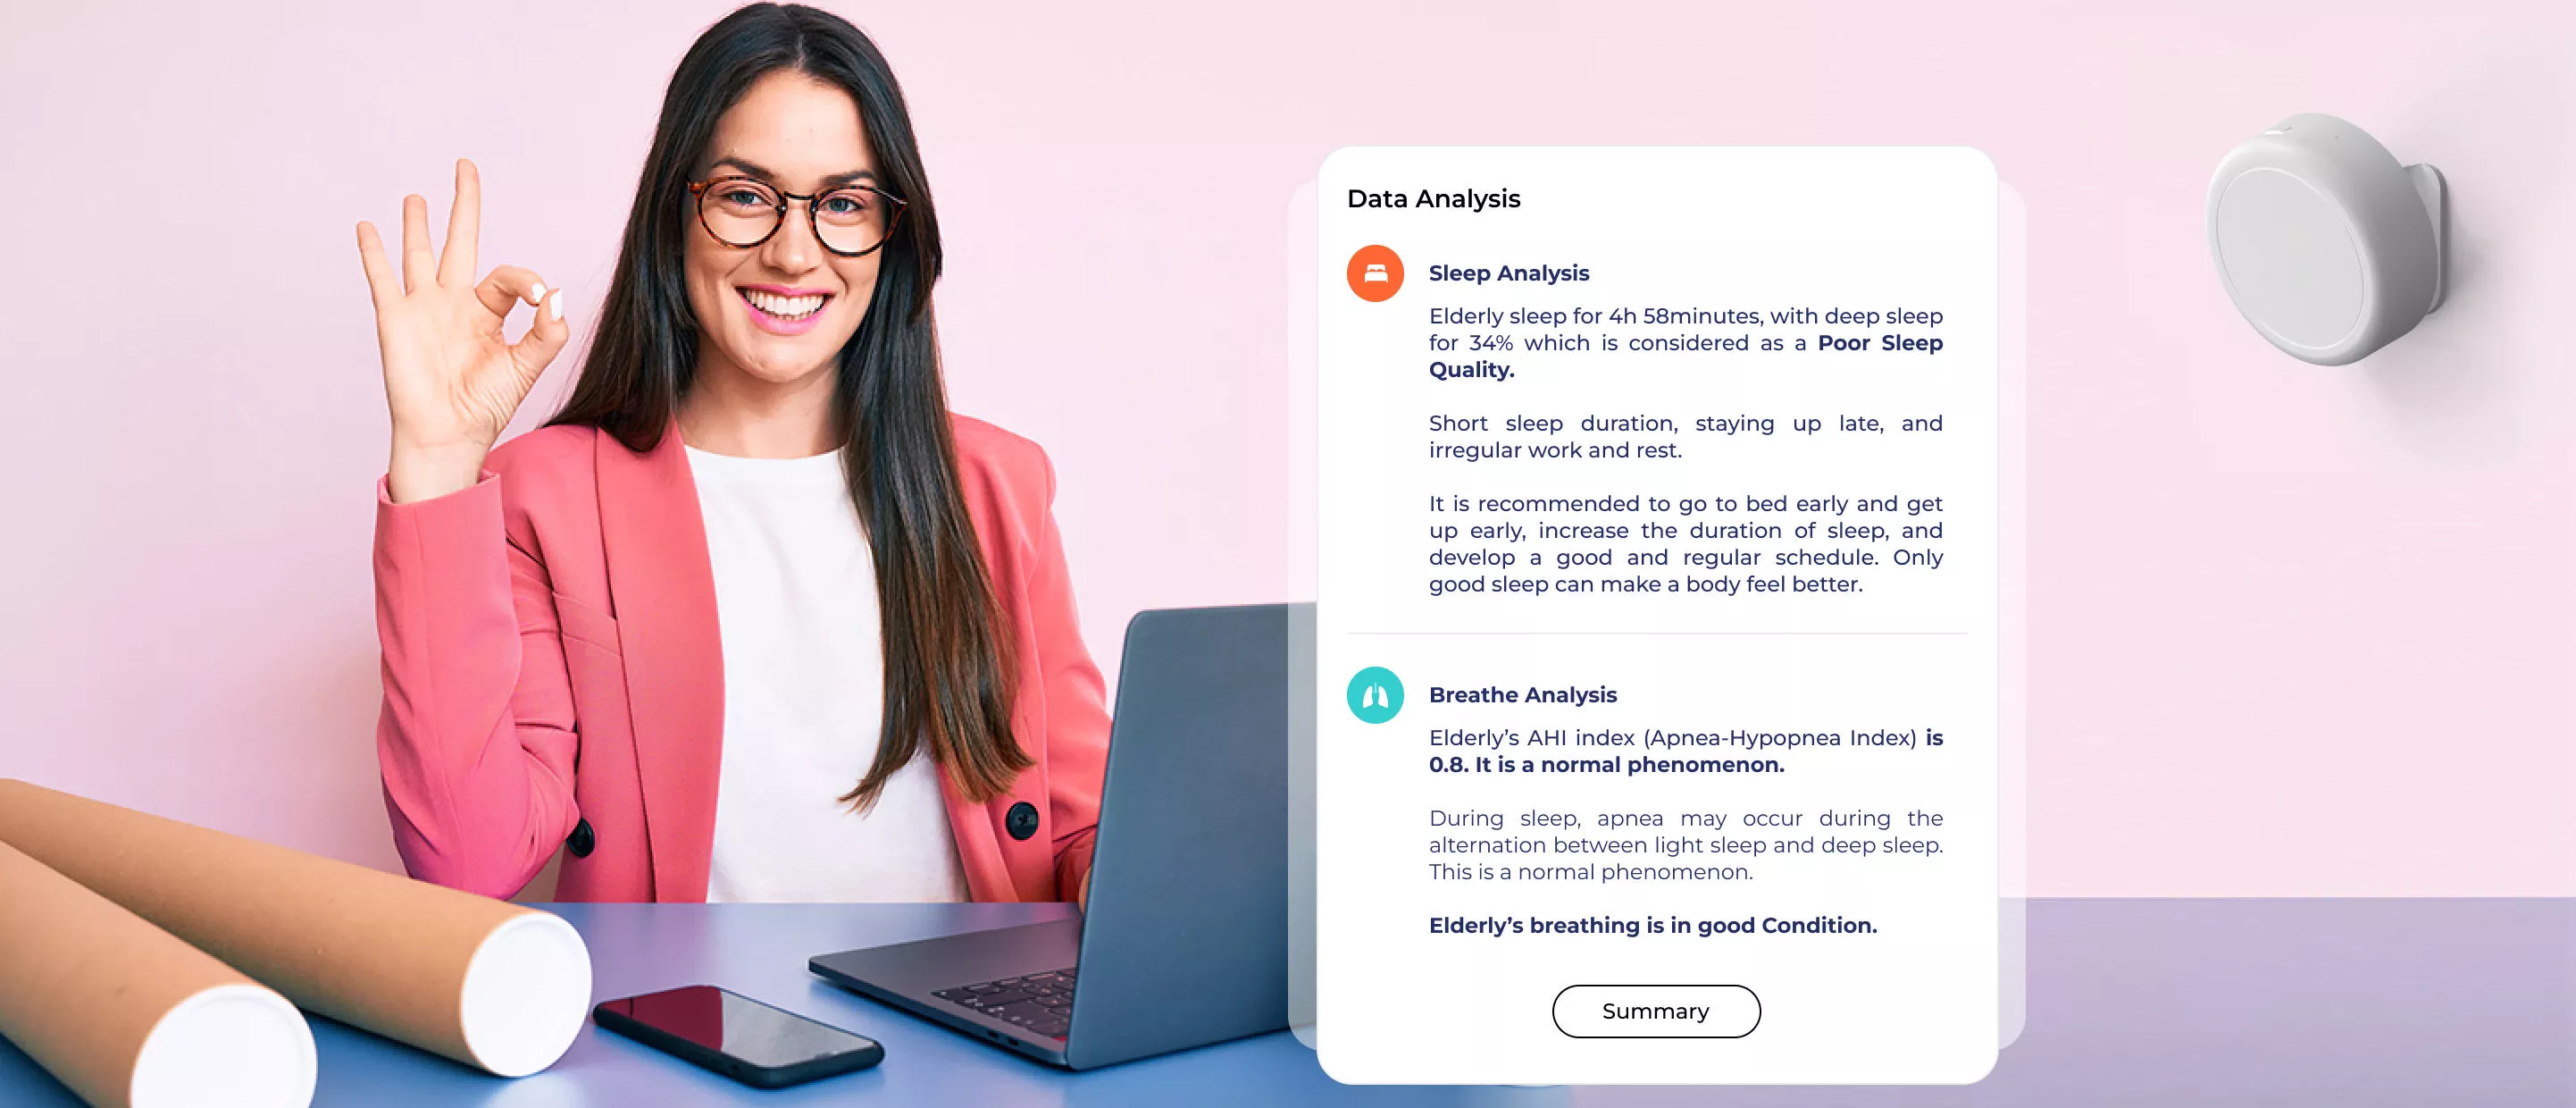 Data Analysis
Sleep Analysis
Elderly sleep for 4h 58minutes, with deep sleep
for 34% which is considered as a Poor Sleep
Quality.
Short sleep duration, staying up late, and
irregular work and rest.
It is recommended to go to bed early and get
up early, increase the duration of sleep, and
develop a good and regular schedule. Only
good sleep can make a body feel better.
Breathe Analysis
Elderly’s AHI index (Apnea-Hypopnea Index) is
0.8. It is a normal phenomenon.
During sleep, apnea may occur during the
alternation between light sleep and deep sleep.
This is a normal phenomenon.
Elderly’s breathing is in good Condition.
Summary